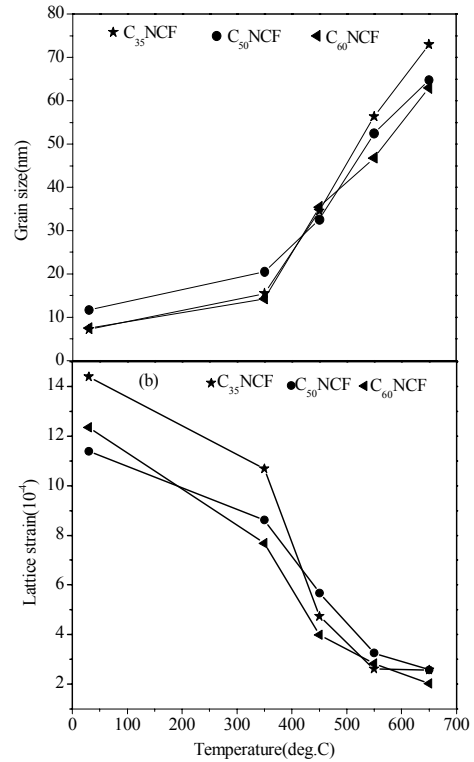 80
C35NCF C50NCF C60NCF
70
60
50
40
30
20
10
0
Grain size(nm)
(b) C35NCF C50NCF C60NCF
14
12
10
8
6
4
2
Lattice strain(10-4)
0 100 200 300 400 500 600 700
Temperature(deg.C)